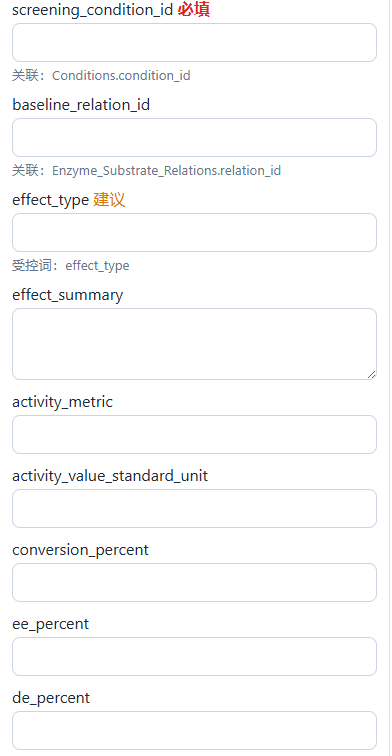 screening_condition_id 必填
关联：Conditions.condition_id
baseline_relation_id
关联：Enzyme_Substrate_Relations.relation_id
effect_type 建议
受控词：effect_type
effect_summary
activity_metric
activity_value_standard_unit
conversion_percent
ee_percent
de_percent